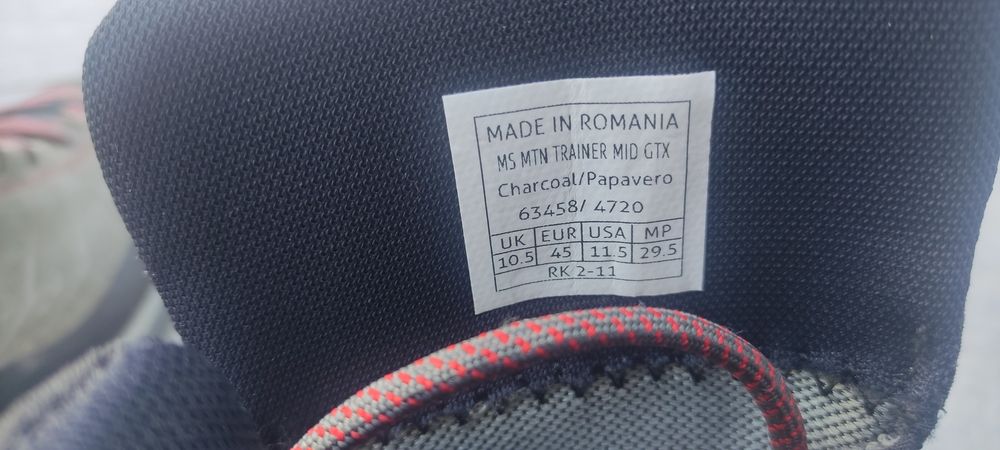 MADE IN ROMANIA
MS MTN TRAINER MID GTX
Charcoal/Papavero
63458/ 4720
UK EUR USA MP
10.5 45 11.5 29.5
RK 2-11